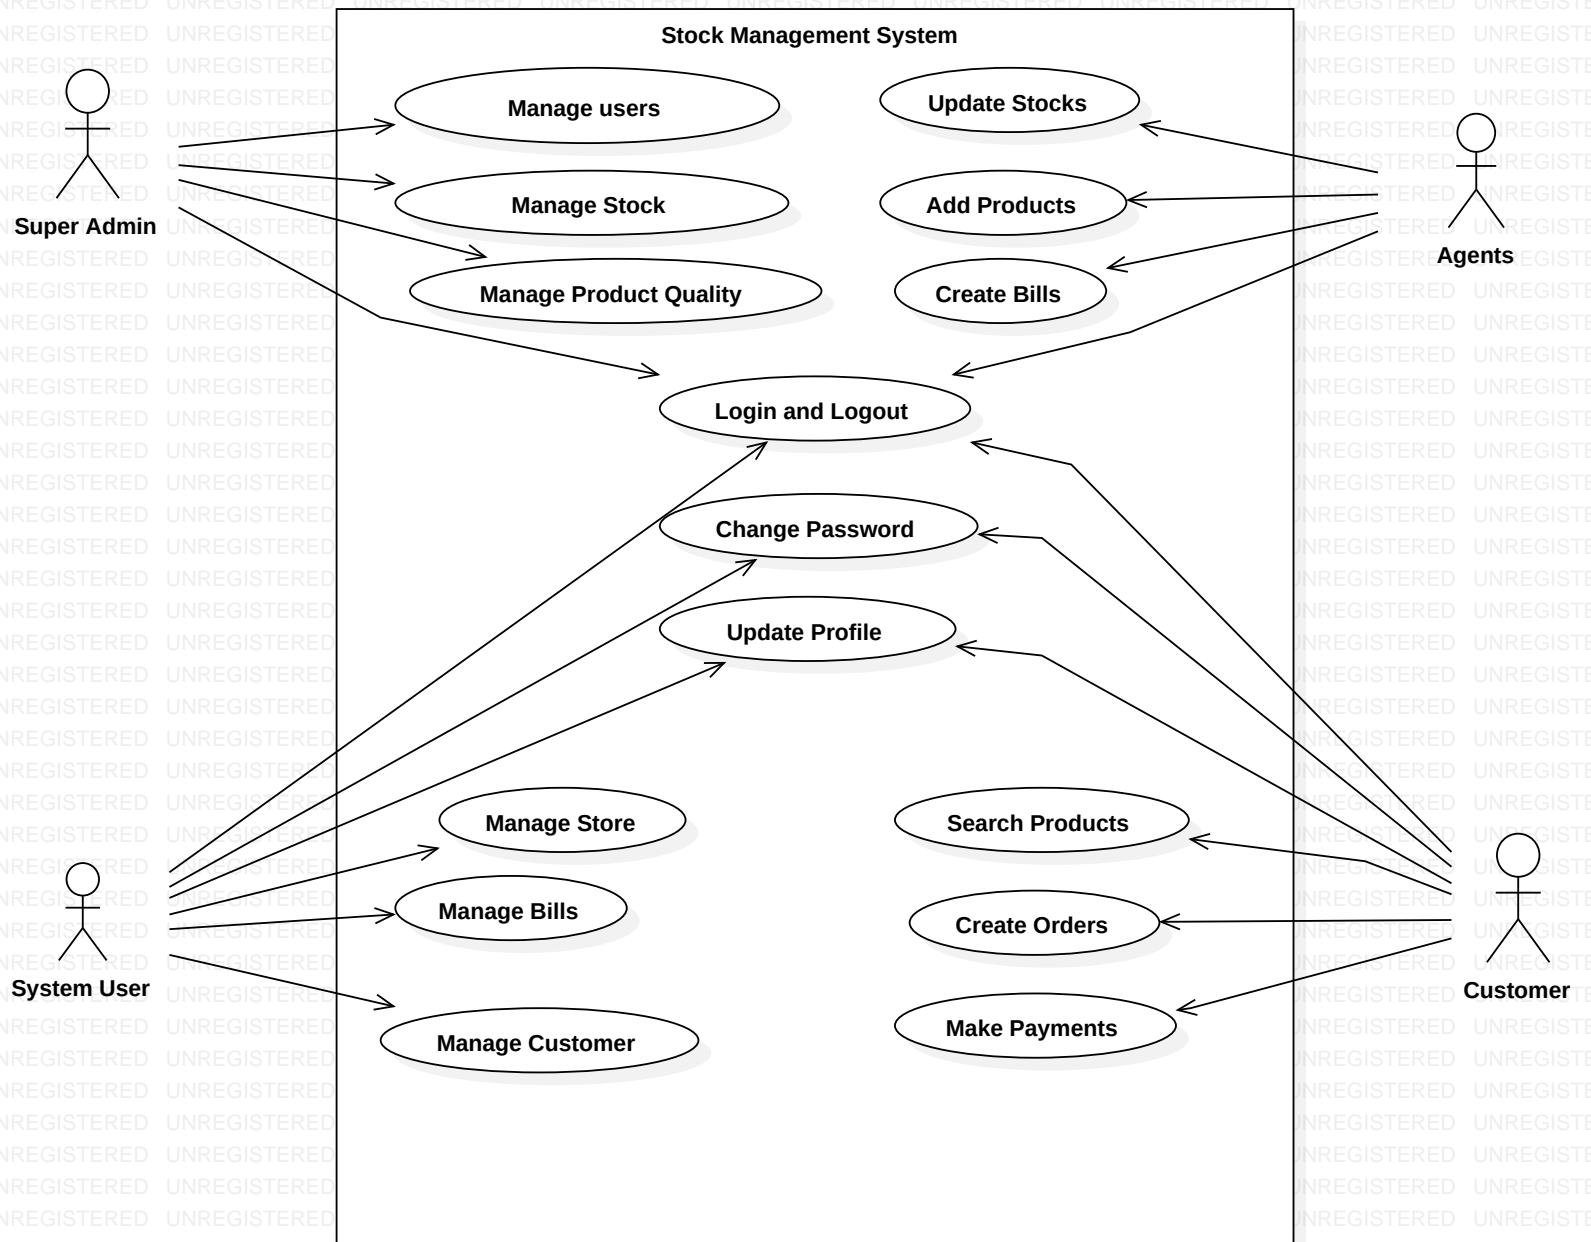 Stock Management System
Manage users
Update Stocks
Manage Stock
Add Products
Super Admin
Agents
Manage Product Quality
Create Bills
Login and Logout
Change Password
Update Profile
Manage Store
Search Products
Manage Bills
Create Orders
System User
Customer
Manage Customer
Make Payments
UNREGISTERED